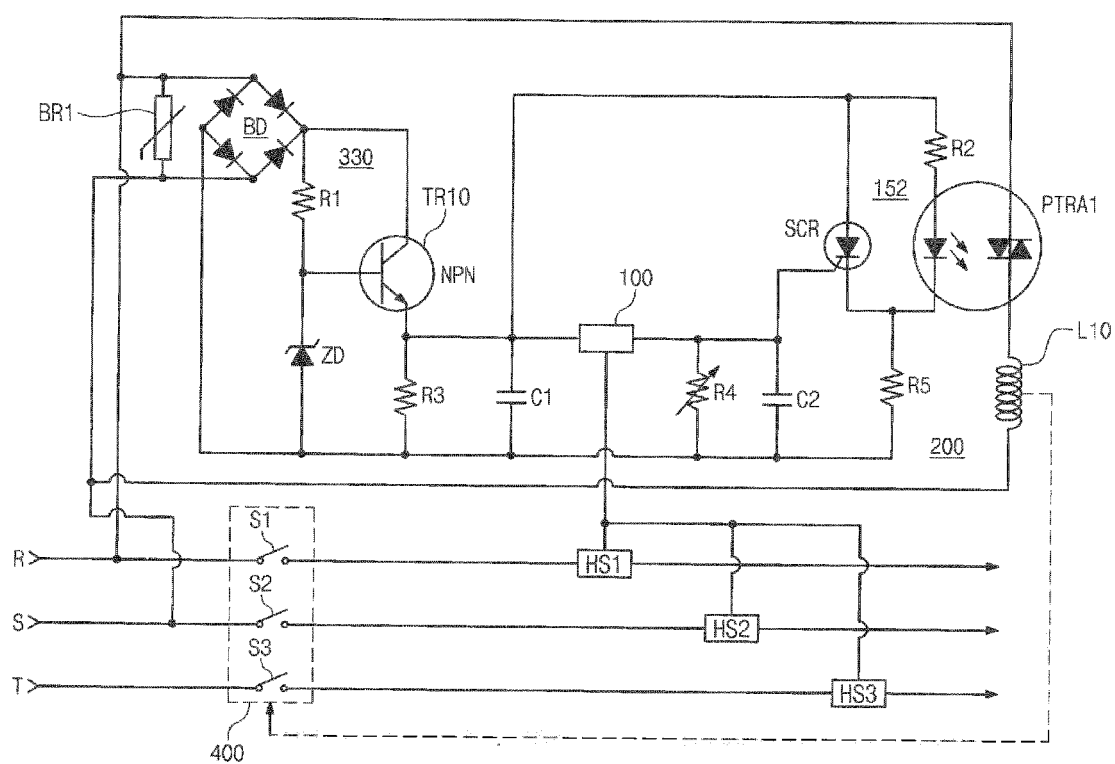 BR1
BD
330
R1
TR10
NPN
ZD
R3
C1
100
R4
C2
SCR
152
R2
PTRA1
R5
L10
200
R
S1
HS1
S
S2
HS2
T
S3
HS3
400